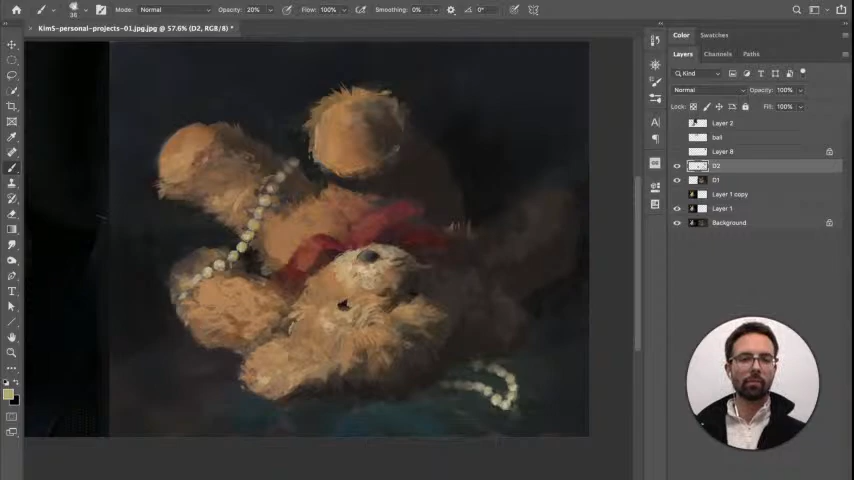 36
Mode: Normal
Opacity: 20%
Flow: 100%
Smoothing: 0%
0°
× KimS-personal-projects-01.jpg.jpg @ 57.6% (D2, RGB/8) *
Color Swatches
Layers Channels Paths
Kind
Normal
Opacity: 100%
Lock:
Fill: 100%
Layer 2
ball
Layer 8
D2
D1
Layer 1 copy
Layer 1
Background